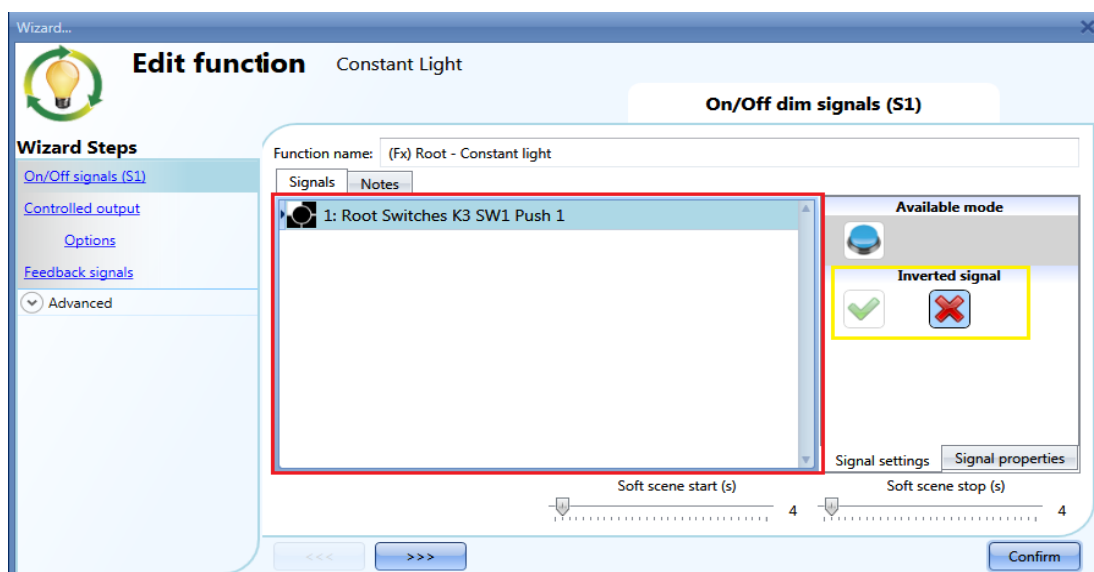 Wizard...
Edit function Constant Light
On/Off dim signals (S1)
Wizard Steps
On/Off signals (S1)
Controlled output
Options
Feedback signals
Advanced
Function name: (Fx) Root - Constant light
Signals Notes
1: Root Switches K3 SW1 Push 1
Available mode
Inverted signal
Signal settings Signal properties
Soft scene start (s) Soft scene stop (s)
4 4
<<< >>> Confirm